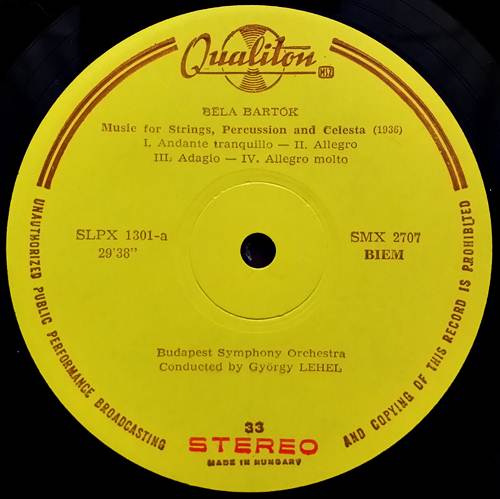 Qualiton
MHV
BÉLA BARTÓK
Music for Strings, Percussion and Celesta (1936)
I. Andante tranquillo — II. Allegro
III. Adagio — IV. Allegro molto
SLPX 1301-a
29'38"
SMX 2707
BIEM
Budapest Symphony Orchestra
Conducted by György LEHEL
33
STEREO
MADE IN HUNGARY
UNAUTHORIZED PUBLIC PERFORMANCE BROADCASTING
AND COPYING OF THIS RECORD IS PROHIBITED